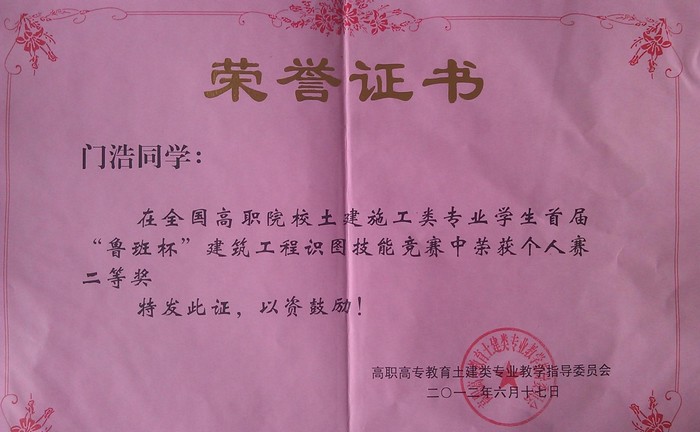 荣誉证书
门浩同学：
在全国高职院校土建施工类专业学生首届
“鲁班杯”建筑工程识图技能竞赛中荣获个人赛
二等奖
特发此证，以资鼓励！
高职高专教育土建类专业教学指导委员会
二〇一二年六月十七日